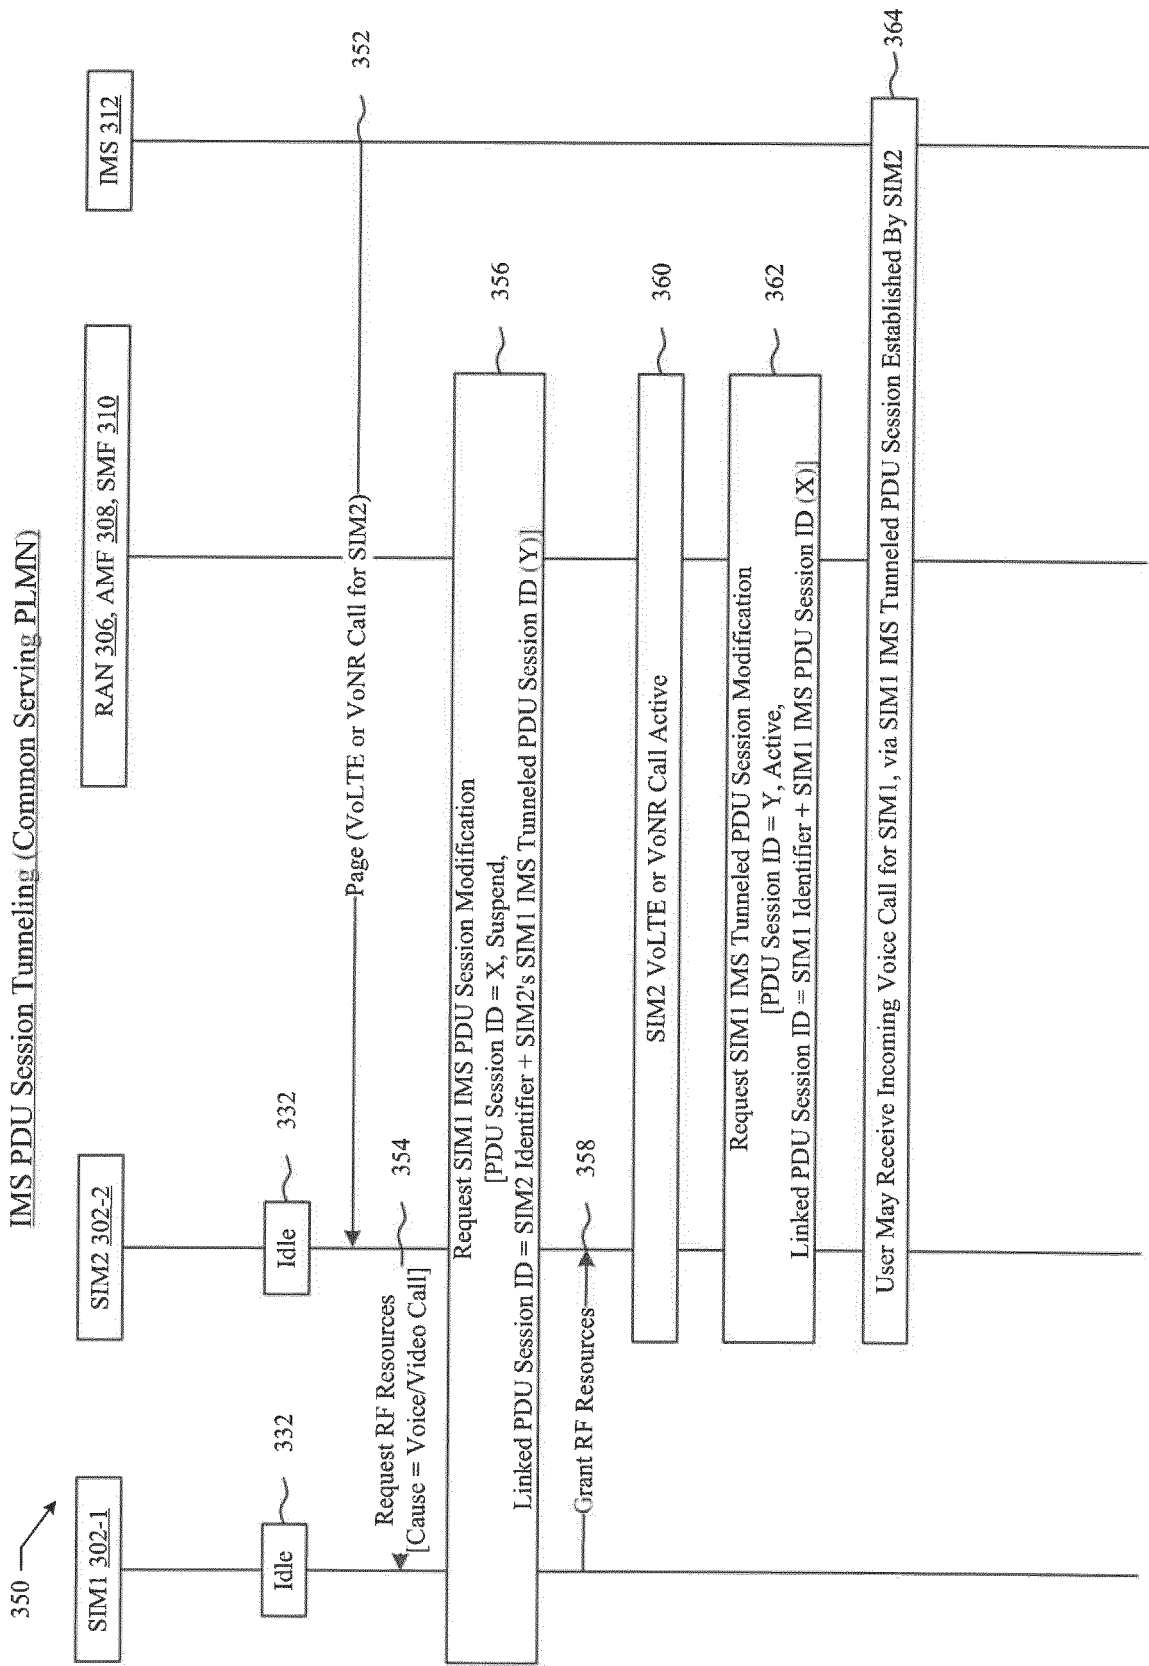 IMS PDU Session Tunneling (Common Serving PLMN)
350
SIM1 302-1
SIM2 302-2
RAN 306, AMF 308, SMF 310
IMS 312
Idle
332
Idle
332
Page (VoLTE or VoNR Call for SIM2)
352
Request RF Resources
[Cause = Voice/Video Call]
354
Request SIM1 IMS PDU Session Modification
[PDU Session ID = X, Suspend,
Linked PDU Session ID = SIM2 Identifier + SIM2's SIM1 IMS Tunneled PDU Session ID (Y)]
356
Grant RF Resources
358
SIM2 VoLTE or VoNR Call Active
360
Request SIM1 IMS Tunneled PDU Session Modification
[PDU Session ID = Y, Active,
Linked PDU Session ID = SIM1 Identifier + SIM1 IMS PDU Session ID (X)]
362
User May Receive Incoming Voice Call for SIM1, via SIM1 IMS Tunneled PDU Session Established By SIM2
364